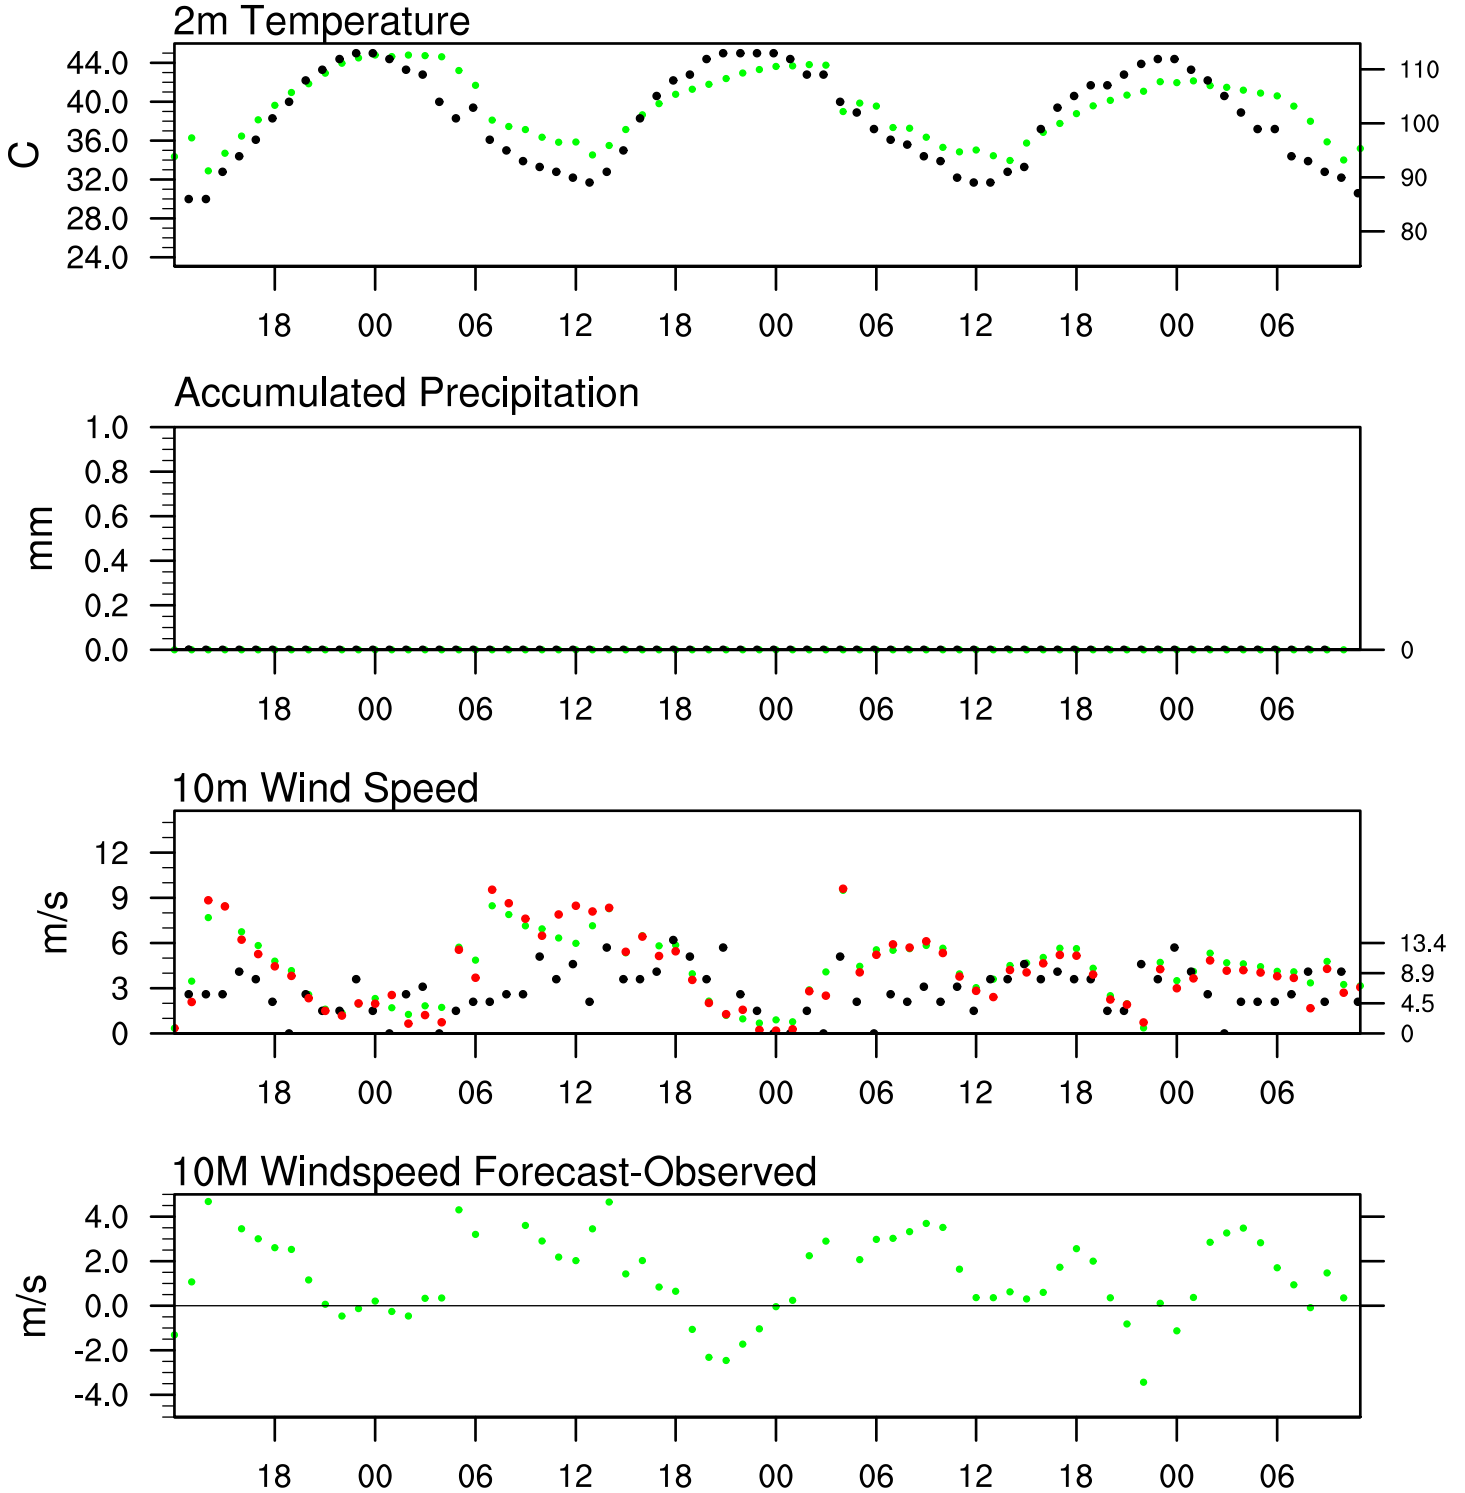 2m Temperature
44.0
40.0
36.0
32.0
28.0
24.0
C
110
100
90
80
18 00 06 12 18 00 06 12 18 00 06
Accumulated Precipitation
1.0
0.8
0.6
0.4
0.2
0.0
mm
0
18 00 06 12 18 00 06 12 18 00 06
10m Wind Speed
12
9
6
3
0
m/s
13.4
8.9
4.5
0
18 00 06 12 18 00 06 12 18 00 06
10M Windspeed Forecast-Observed
4.0
2.0
0.0
-2.0
-4.0
m/s
18 00 06 12 18 00 06 12 18 00 06